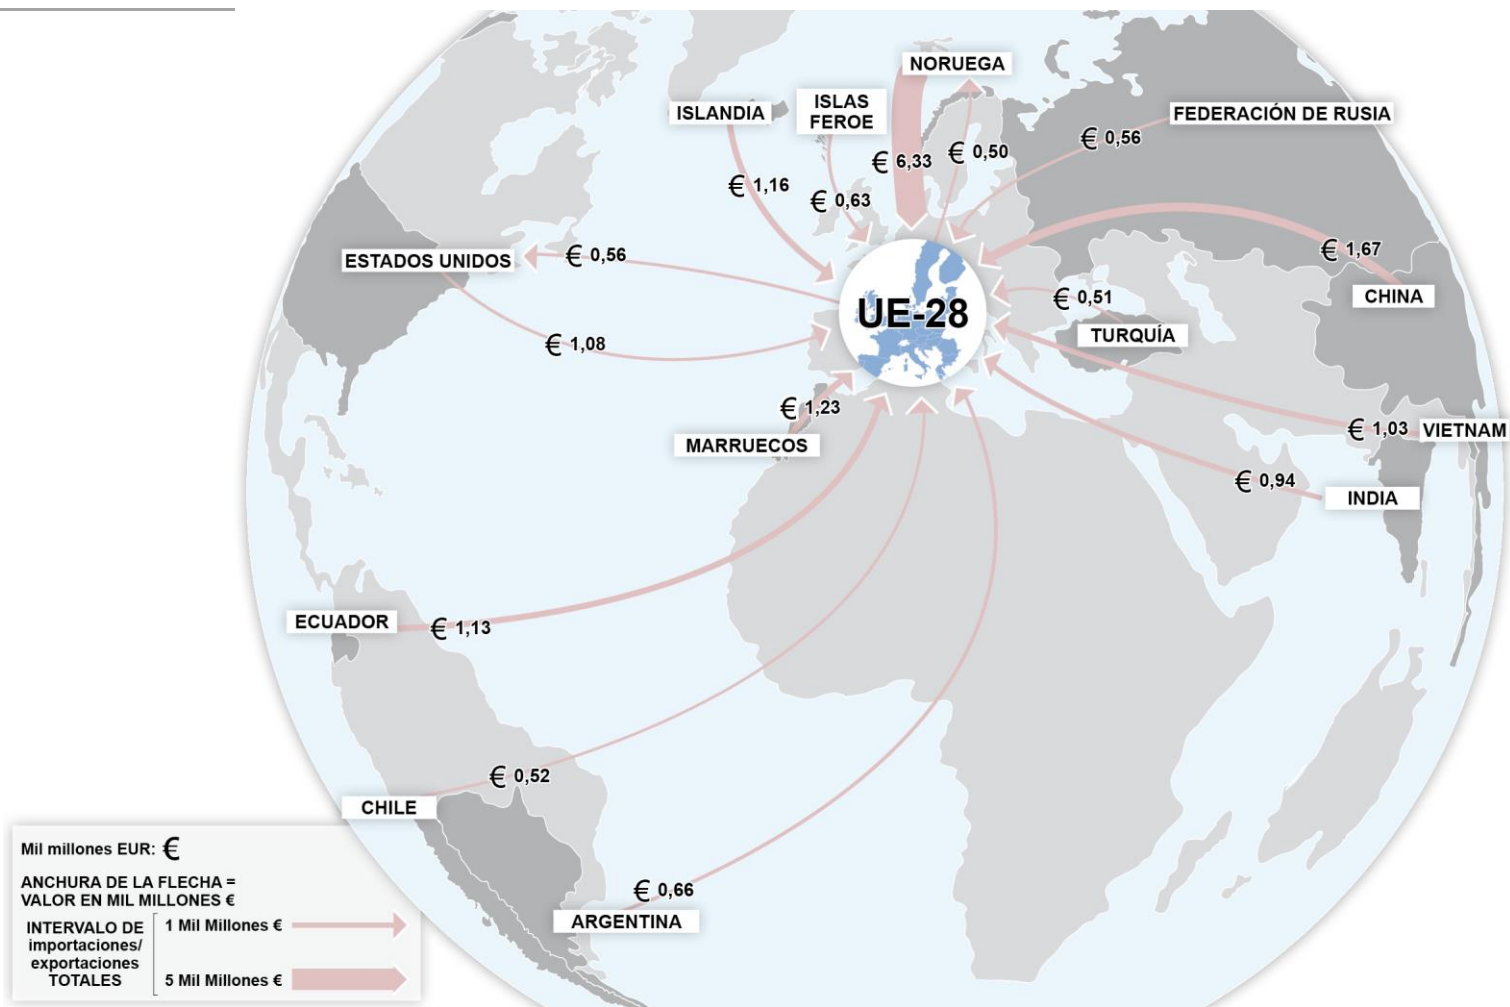 NORUEGA
ISLAS
FEROE
ISLANDIA
FEDERACIÓN DE RUSIA
€ 0,56
€ 6,33
€ 0,50
€ 1,16
€ 0,63
ESTADOS UNIDOS
€ 0,56
€ 1,67
CHINA
€ 0,51
UE-28
TURQUÍA
€ 1,08
€ 1,23
MARRUECOS
€ 1,03
VIETNAM
€ 0,94
INDIA
ECUADOR
€ 1,13
€ 0,52
CHILE
€ 0,66
ARGENTINA
Mil millones EUR: €
ANCHURA DE LA FLECHA =
VALOR EN MIL MILLONES €
INTERVALO DE
importaciones/
exportaciones
TOTALES
1 Mil Millones €
5 Mil Millones €